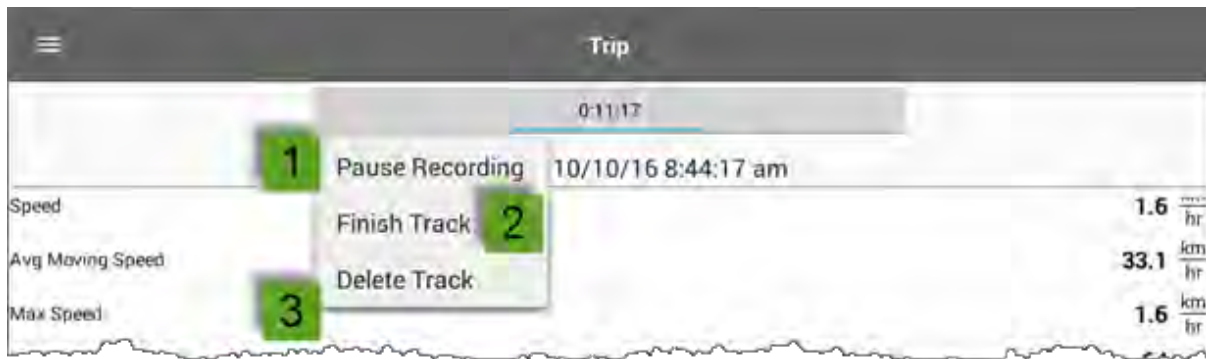 Trip
0:11:17
1 Pause Recording 10/10/16 8:44:17 am
Speed 1.6 hr
Finish Track 2
Avg Moving Speed 33.1 km/hr
Delete Track
3
Max Speed 1.6 km/hr